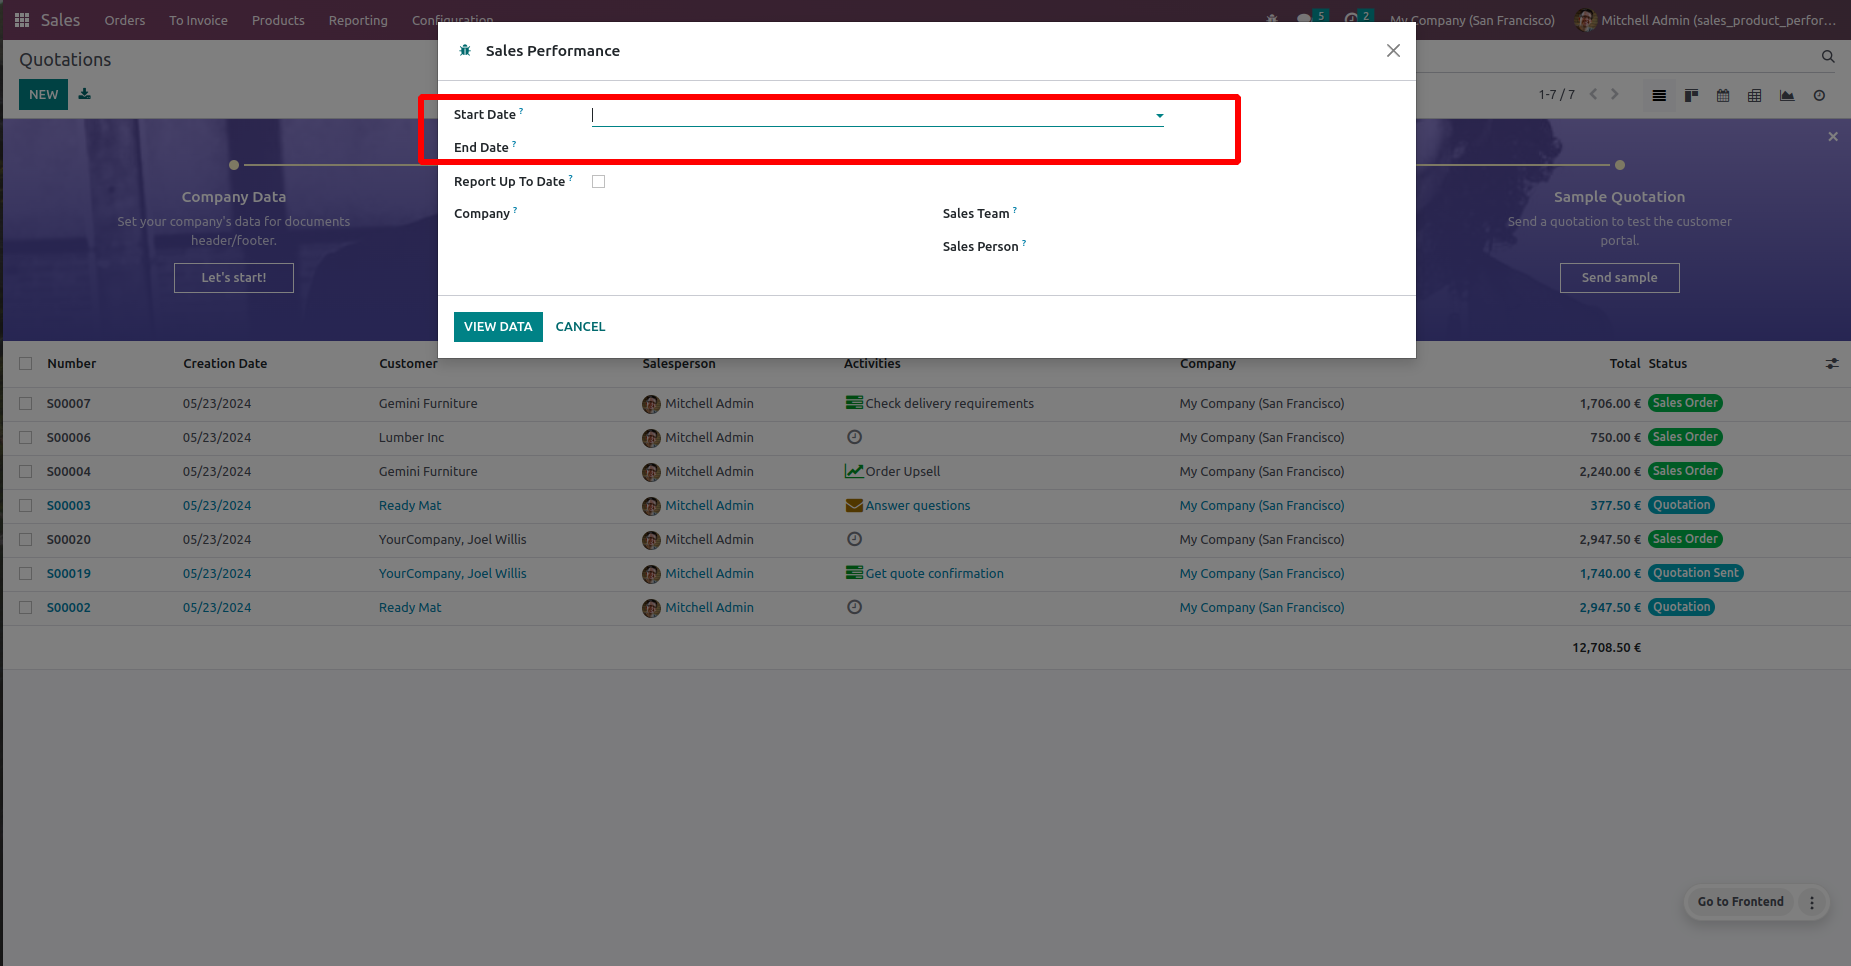 Sales Orders To Invoice Products Reporting Configuration 5 2 My Company (San Francisco) Mitchell Admin (sales_product_perfor...
Sales Performance
Quotations
NEW
1-7 / 7
Start Date ?
End Date ?
Report Up To Date ?
Company ?
Sales Team ?
Sales Person ?
VIEW DATA CANCEL
Company Data
Set your company's data for documents
header/footer.
Let's start!
Sample Quotation
Send a quotation to test the customer
portal.
Send sample
Number Creation Date Customer Salesperson Activities Company Total Status
S00007 05/23/2024 Gemini Furniture Mitchell Admin Check delivery requirements My Company (San Francisco) 1,706.00 € Sales Order
S00006 05/23/2024 Lumber Inc Mitchell Admin My Company (San Francisco) 750.00 € Sales Order
S00004 05/23/2024 Gemini Furniture Mitchell Admin Order Upsell My Company (San Francisco) 2,240.00 € Sales Order
S00003 05/23/2024 Ready Mat Mitchell Admin Answer questions My Company (San Francisco) 377.50 € Quotation
S00020 05/23/2024 YourCompany, Joel Willis Mitchell Admin My Company (San Francisco) 2,947.50 € Sales Order
S00019 05/23/2024 YourCompany, Joel Willis Mitchell Admin Get quote confirmation My Company (San Francisco) 1,740.00 € Quotation Sent
S00002 05/23/2024 Ready Mat Mitchell Admin My Company (San Francisco) 2,947.50 € Quotation
12,708.50 €
Go to Frontend